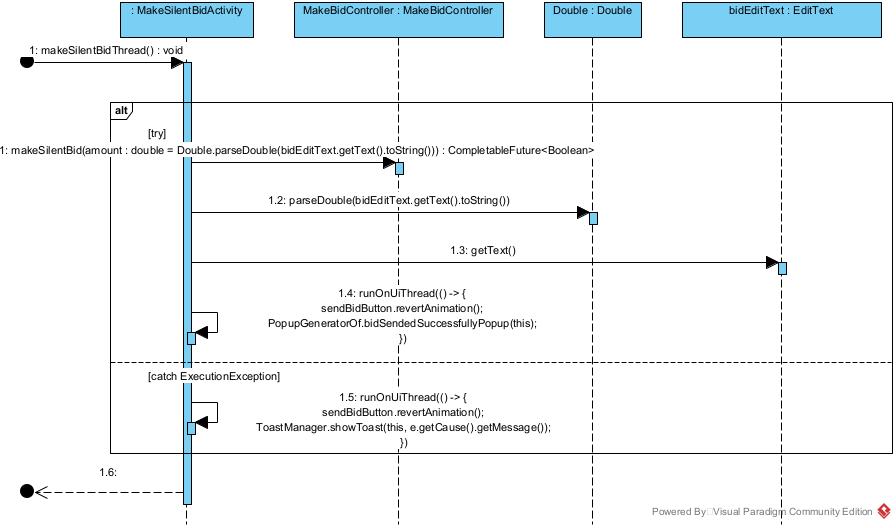 : MakeSilentBidActivity
MakeBidController : MakeBidController
Double : Double
bidEditText : EditText
1: makeSilentBidThread() : void
alt
[try]
1: makeSilentBid(amount : double = Double.parseDouble(bidEditText.getText().toString())) : CompletableFuture<Boolean>
1.2: parseDouble(bidEditText.getText().toString())
1.3: getText()
1.4: runOnUiThread(() -> {
sendBidButton.revertAnimation();
PopupGeneratorOf.bidSendedSuccessfullyPopup(this);
})
[catch ExecutionException]
1.5: runOnUiThread(() -> {
sendBidButton.revertAnimation();
ToastManager.showToast(this, e.getCause().getMessage());
})
1.6:
Powered By Visual Paradigm Community Edition